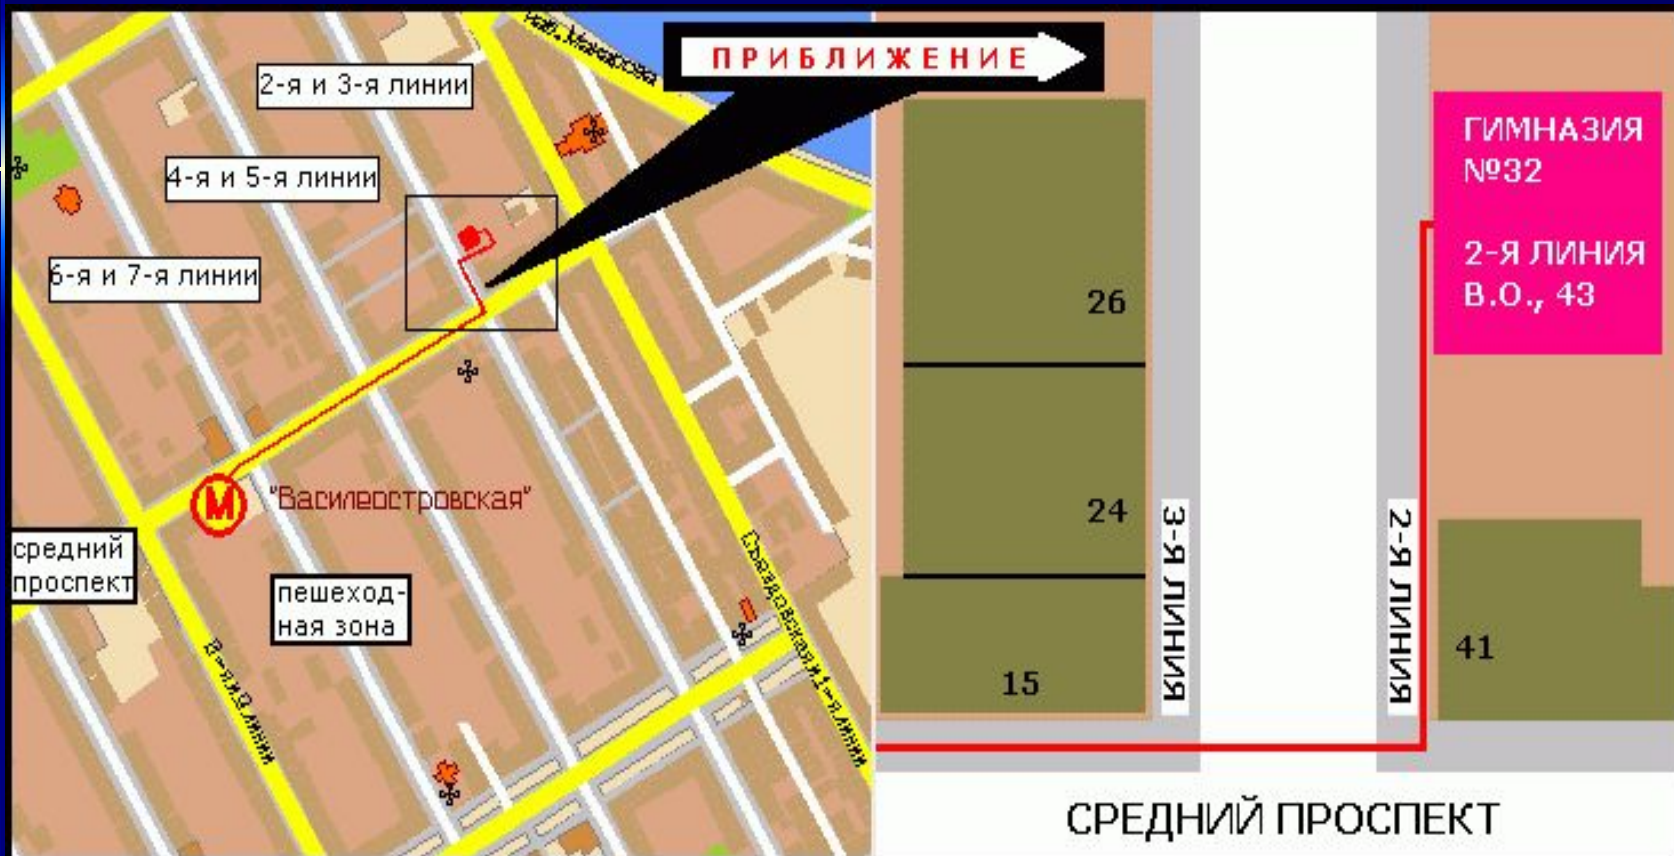 наб. Макарова
ПРИБЛИЖЕНИЕ
2-я и 3-я линии
4-я и 5-я линии
6-я и 7-я линии
М
"Василеостровская"
средний
проспект
пешеход-
ная зона
8-я и 9 линии
Съездовская и 1-я линии
ГИМНАЗИЯ
№32
2-Я ЛИНИЯ
В.О., 43
26
24
15
3-Я ЛИНИЯ
2-Я ЛИНИЯ
41
СРЕДНИЙ ПРОСПЕКТ